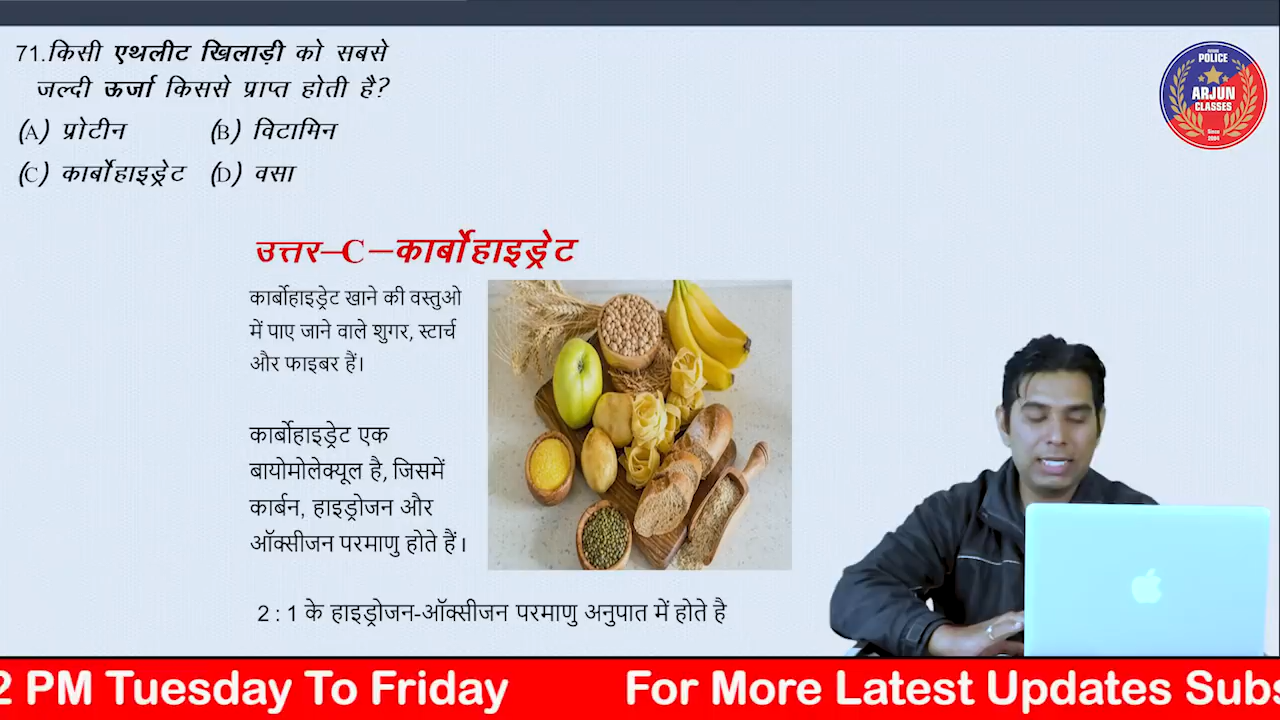 71.किसी एथलीट खिलाड़ी को सबसे
जल्दी ऊर्जा किससे प्राप्त होती है?
(A) प्रोटीन (B) विटामिन
(C) कार्बोहाइड्रेट (D) वसा
POLICE
ARJUN
CLASSES
Since
2004
उत्तर–C–कार्बोहाइड्रेट
कार्बोहाइड्रेट खाने की वस्तुओ
में पाए जाने वाले शुगर, स्टार्च
और फाइबर हैं।
कार्बोहाइड्रेट एक
बायोमोलेक्यूल है, जिसमें
कार्बन, हाइड्रोजन और
ऑक्सीजन परमाणु होते हैं।
2 : 1 के हाइड्रोजन-ऑक्सीजन परमाणु अनुपात में होते है
2 PM Tuesday To Friday For More Latest Updates Subs